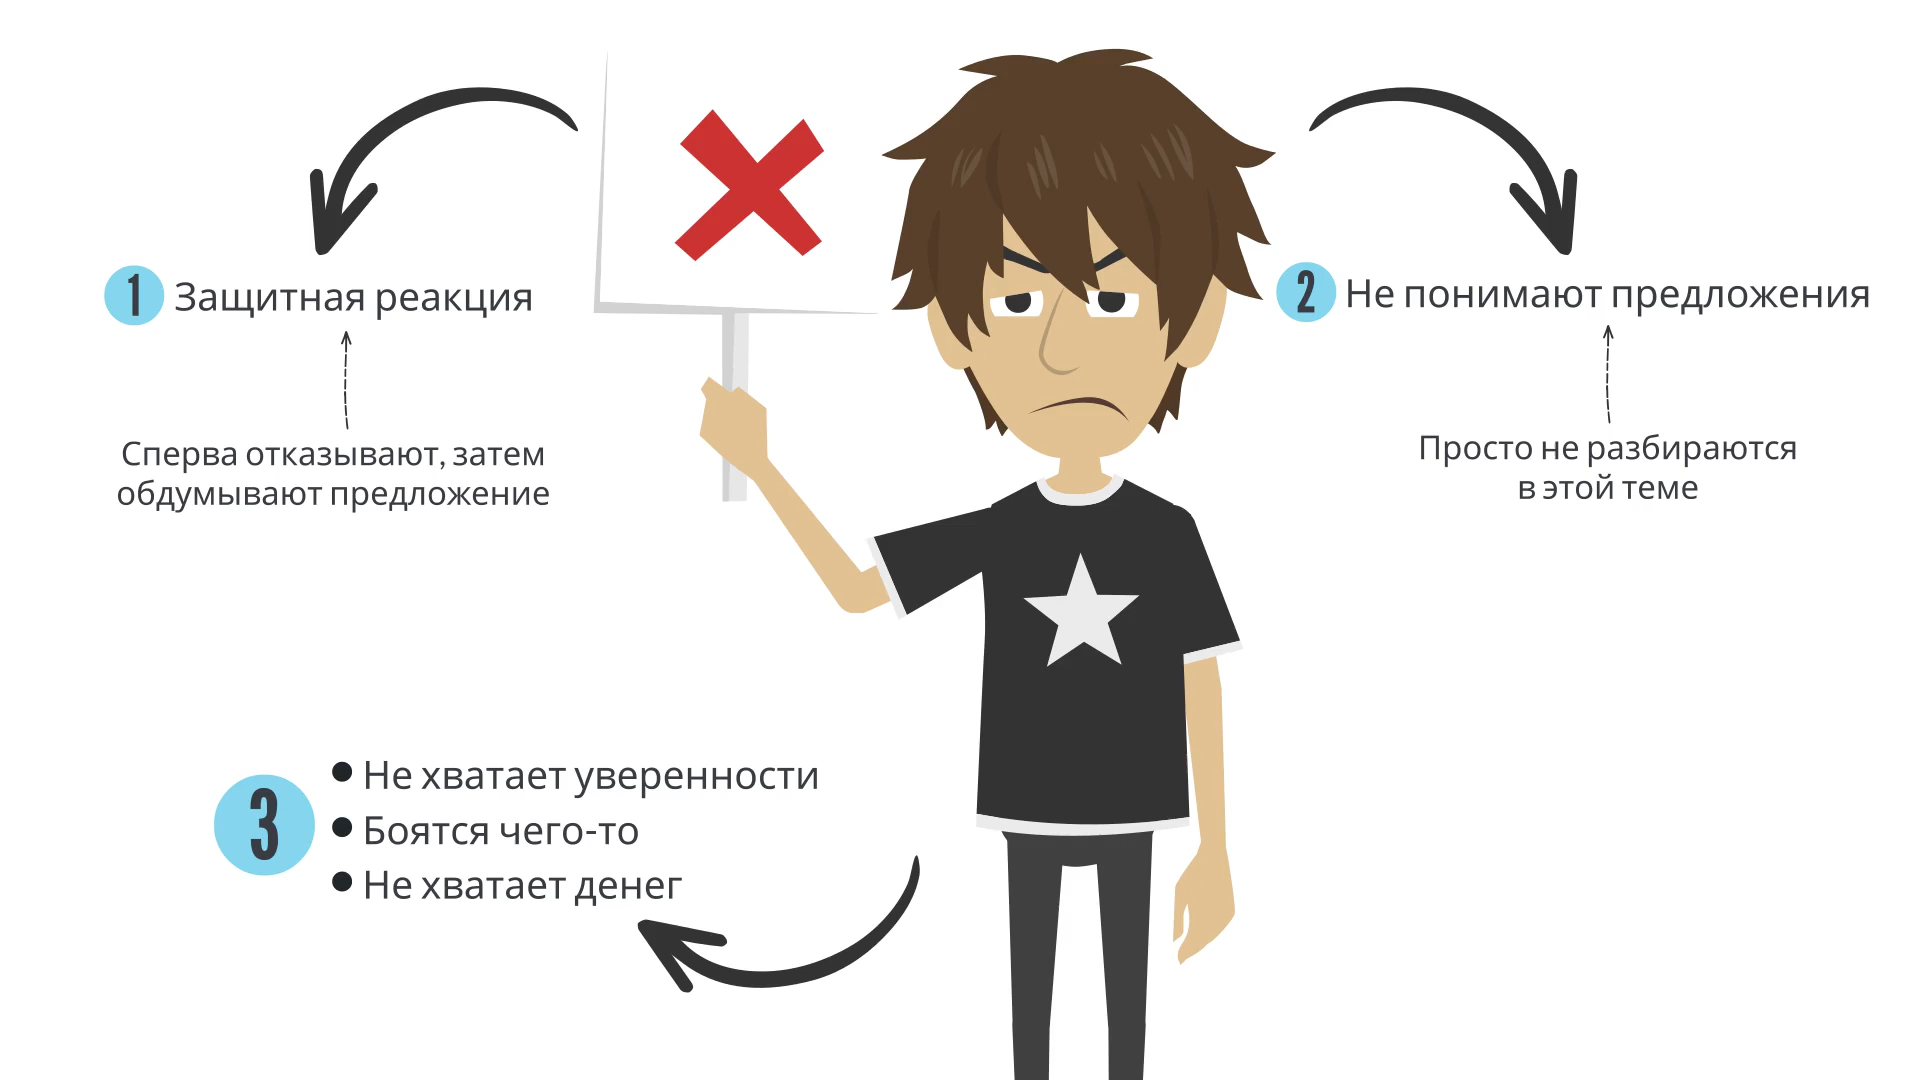 1 Защитная реакция
Сперва отказывают, затем
обдумывают предложение
2 Не понимают предложения
Просто не разбираются
в этой теме
3
● Не хватает уверенности
● Боятся чего-то
● Не хватает денег